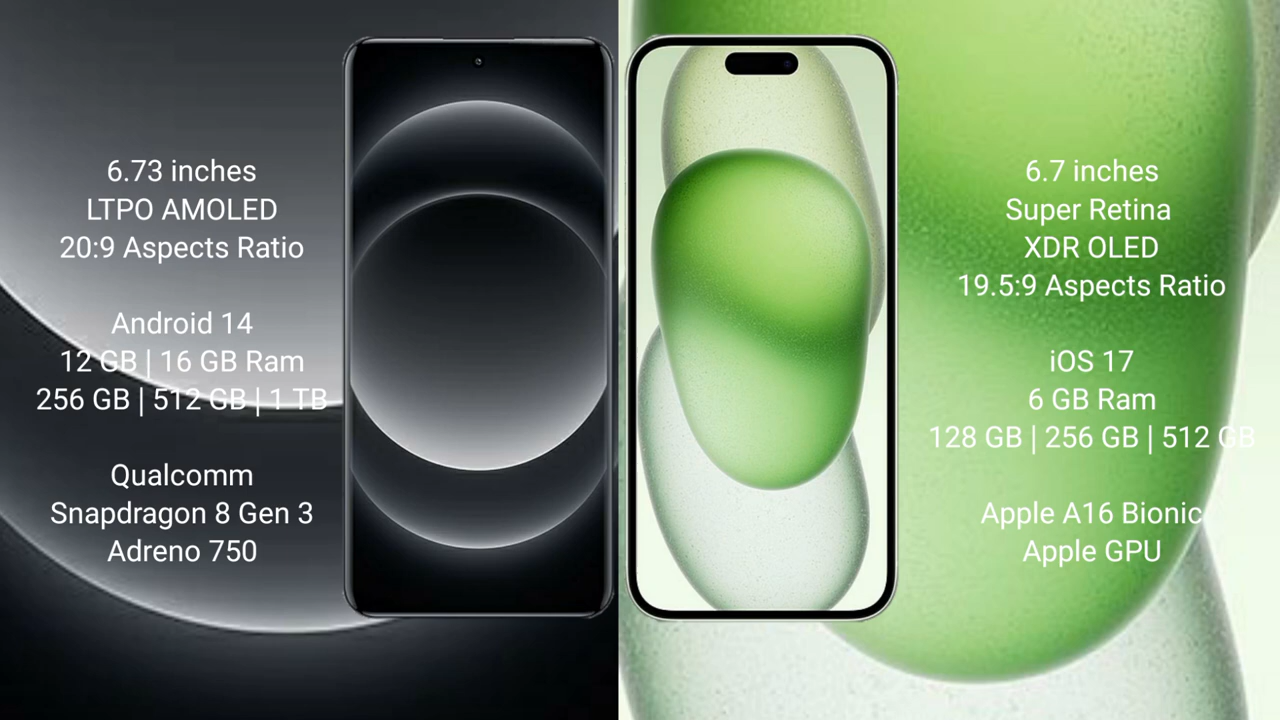 6.73 inches
LTPO AMOLED
20:9 Aspects Ratio
Android 14
12 GB | 16 GB Ram
256 GB | 512 GB | 1 TB
Qualcomm
Snapdragon 8 Gen 3
Adreno 750
6.7 inches
Super Retina
XDR OLED
19.5:9 Aspects Ratio
iOS 17
6 GB Ram
128 GB | 256 GB | 512 GB
Apple A16 Bionic
Apple GPU